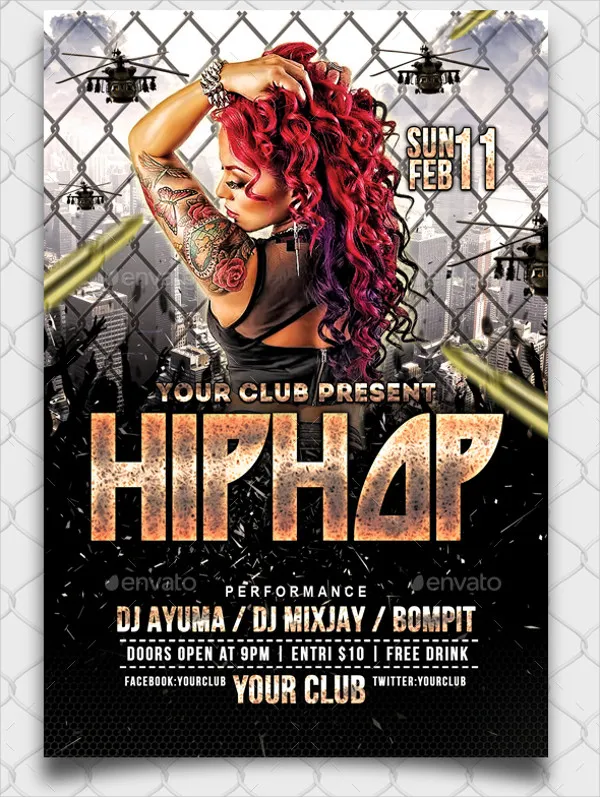 SUN
FEB 11
YOUR CLUB PRESENT
HIPHOP
envato
envato
PERFORMANCE
DJ AYUMA / DJ MIXJAY / BOMPIT
DOORS OPEN AT 9PM | ENTRI $10 | FREE DRINK
FACEBOOK:YOURCLUB YOUR CLUB TWITTER:YOURCLUB